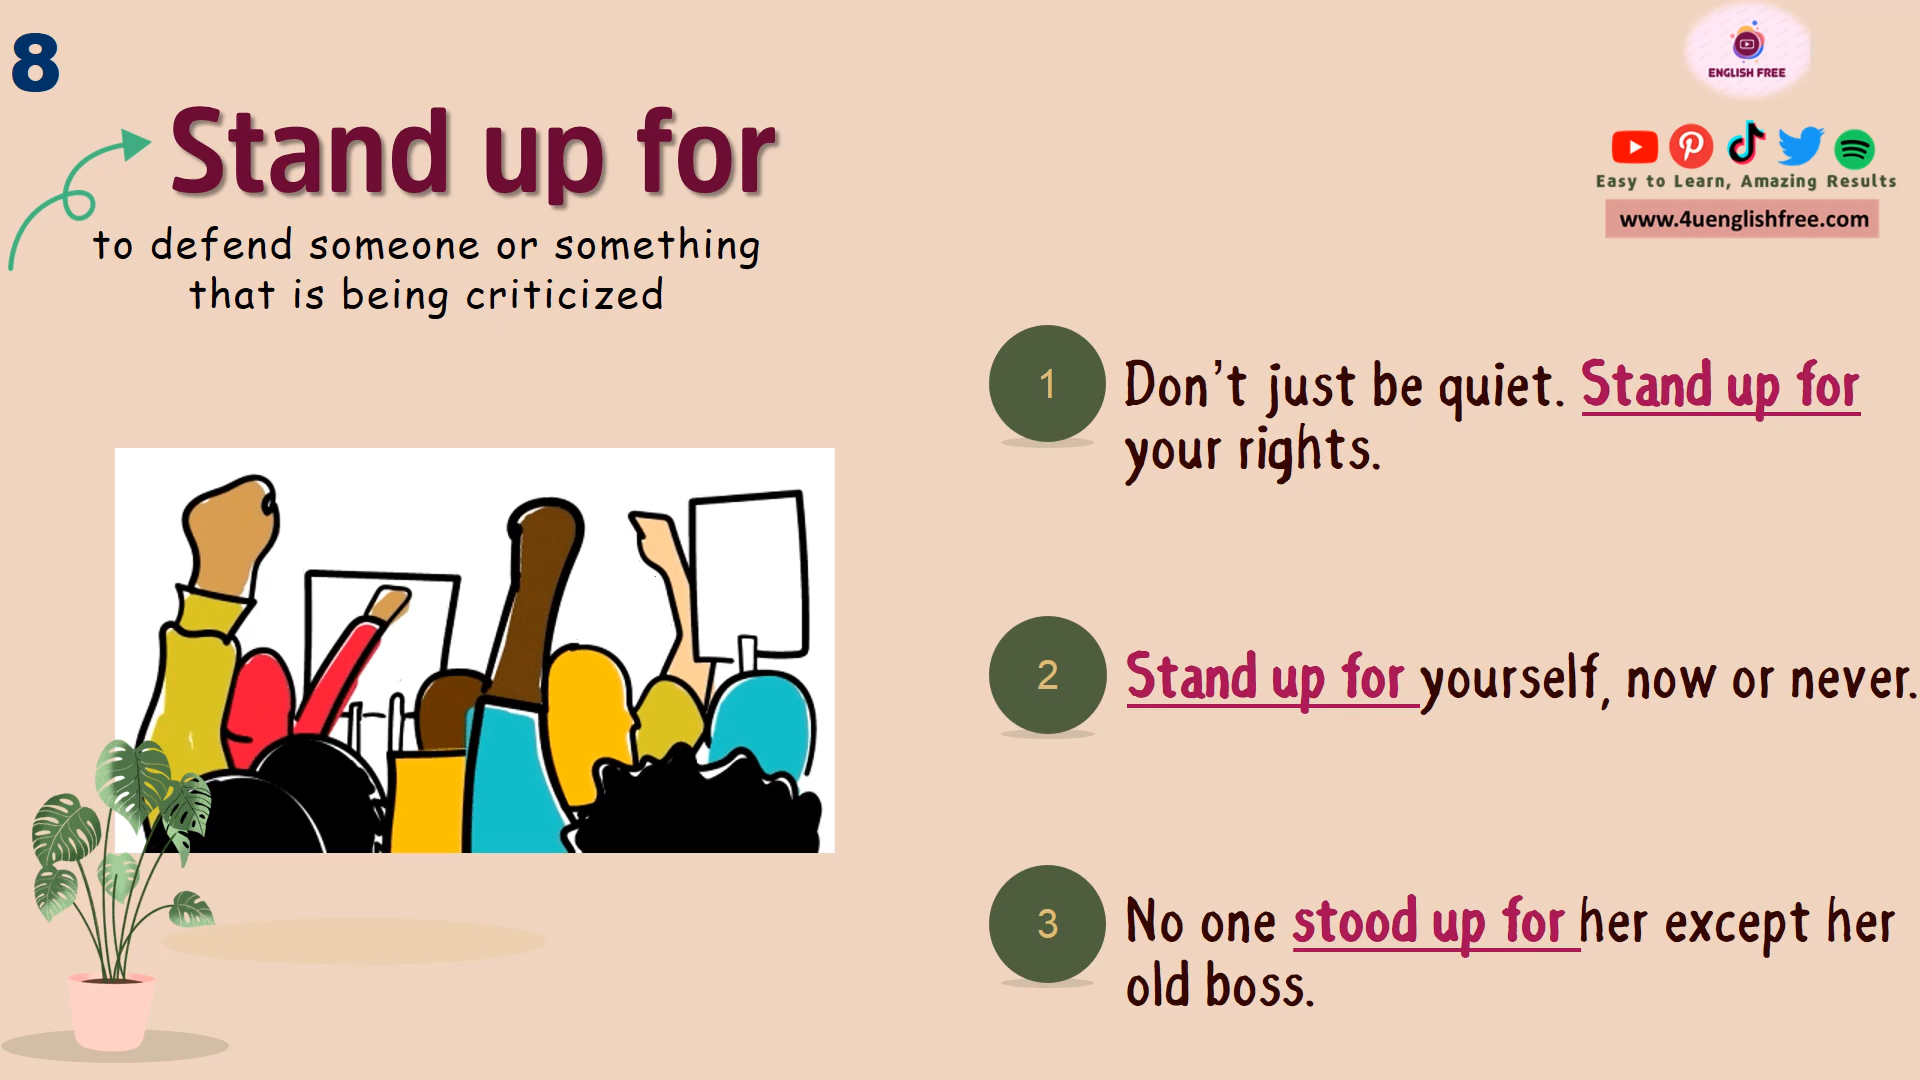 8
Stand up for
to defend someone or something
that is being criticized
ENGLISH FREE
Easy to Learn, Amazing Results
www.4uenglishfree.com
1
Don't just be quiet. Stand up for
your rights.
2
Stand up for yourself, now or never.
3
No one stood up for her except her
old boss.